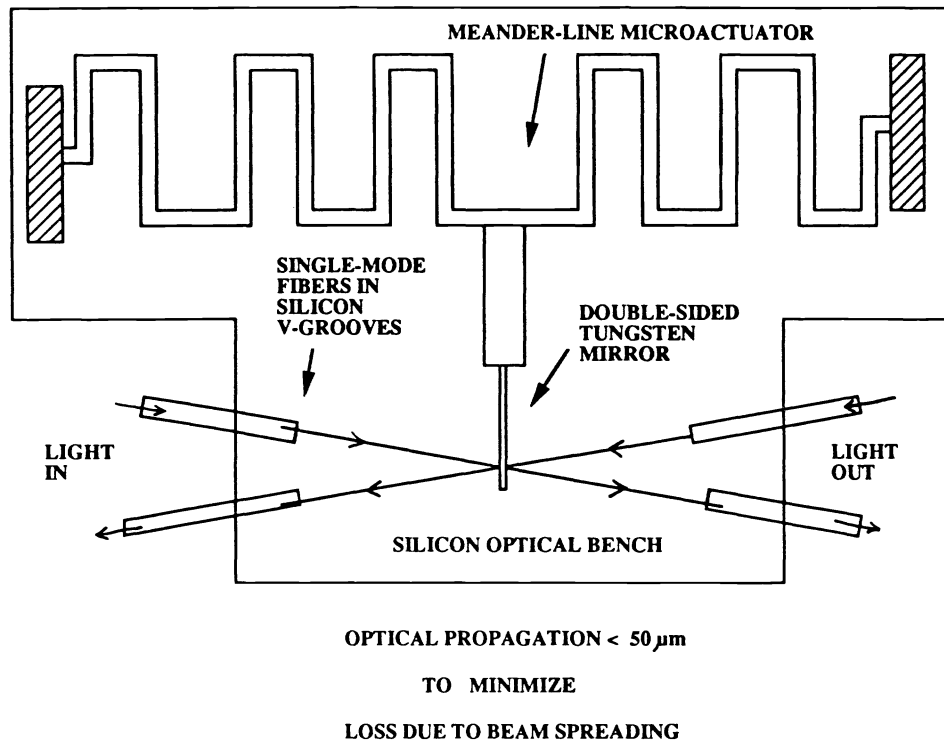 MEANDER-LINE MICROACTUATOR
SINGLE-MODE
FIBERS IN
SILICON
V-GROOVES
DOUBLE-SIDED
TUNGSTEN
MIRROR
LIGHT
IN
LIGHT
OUT
SILICON OPTICAL BENCH
OPTICAL PROPAGATION < 50 μm
TO MINIMIZE
LOSS DUE TO BEAM SPREADING